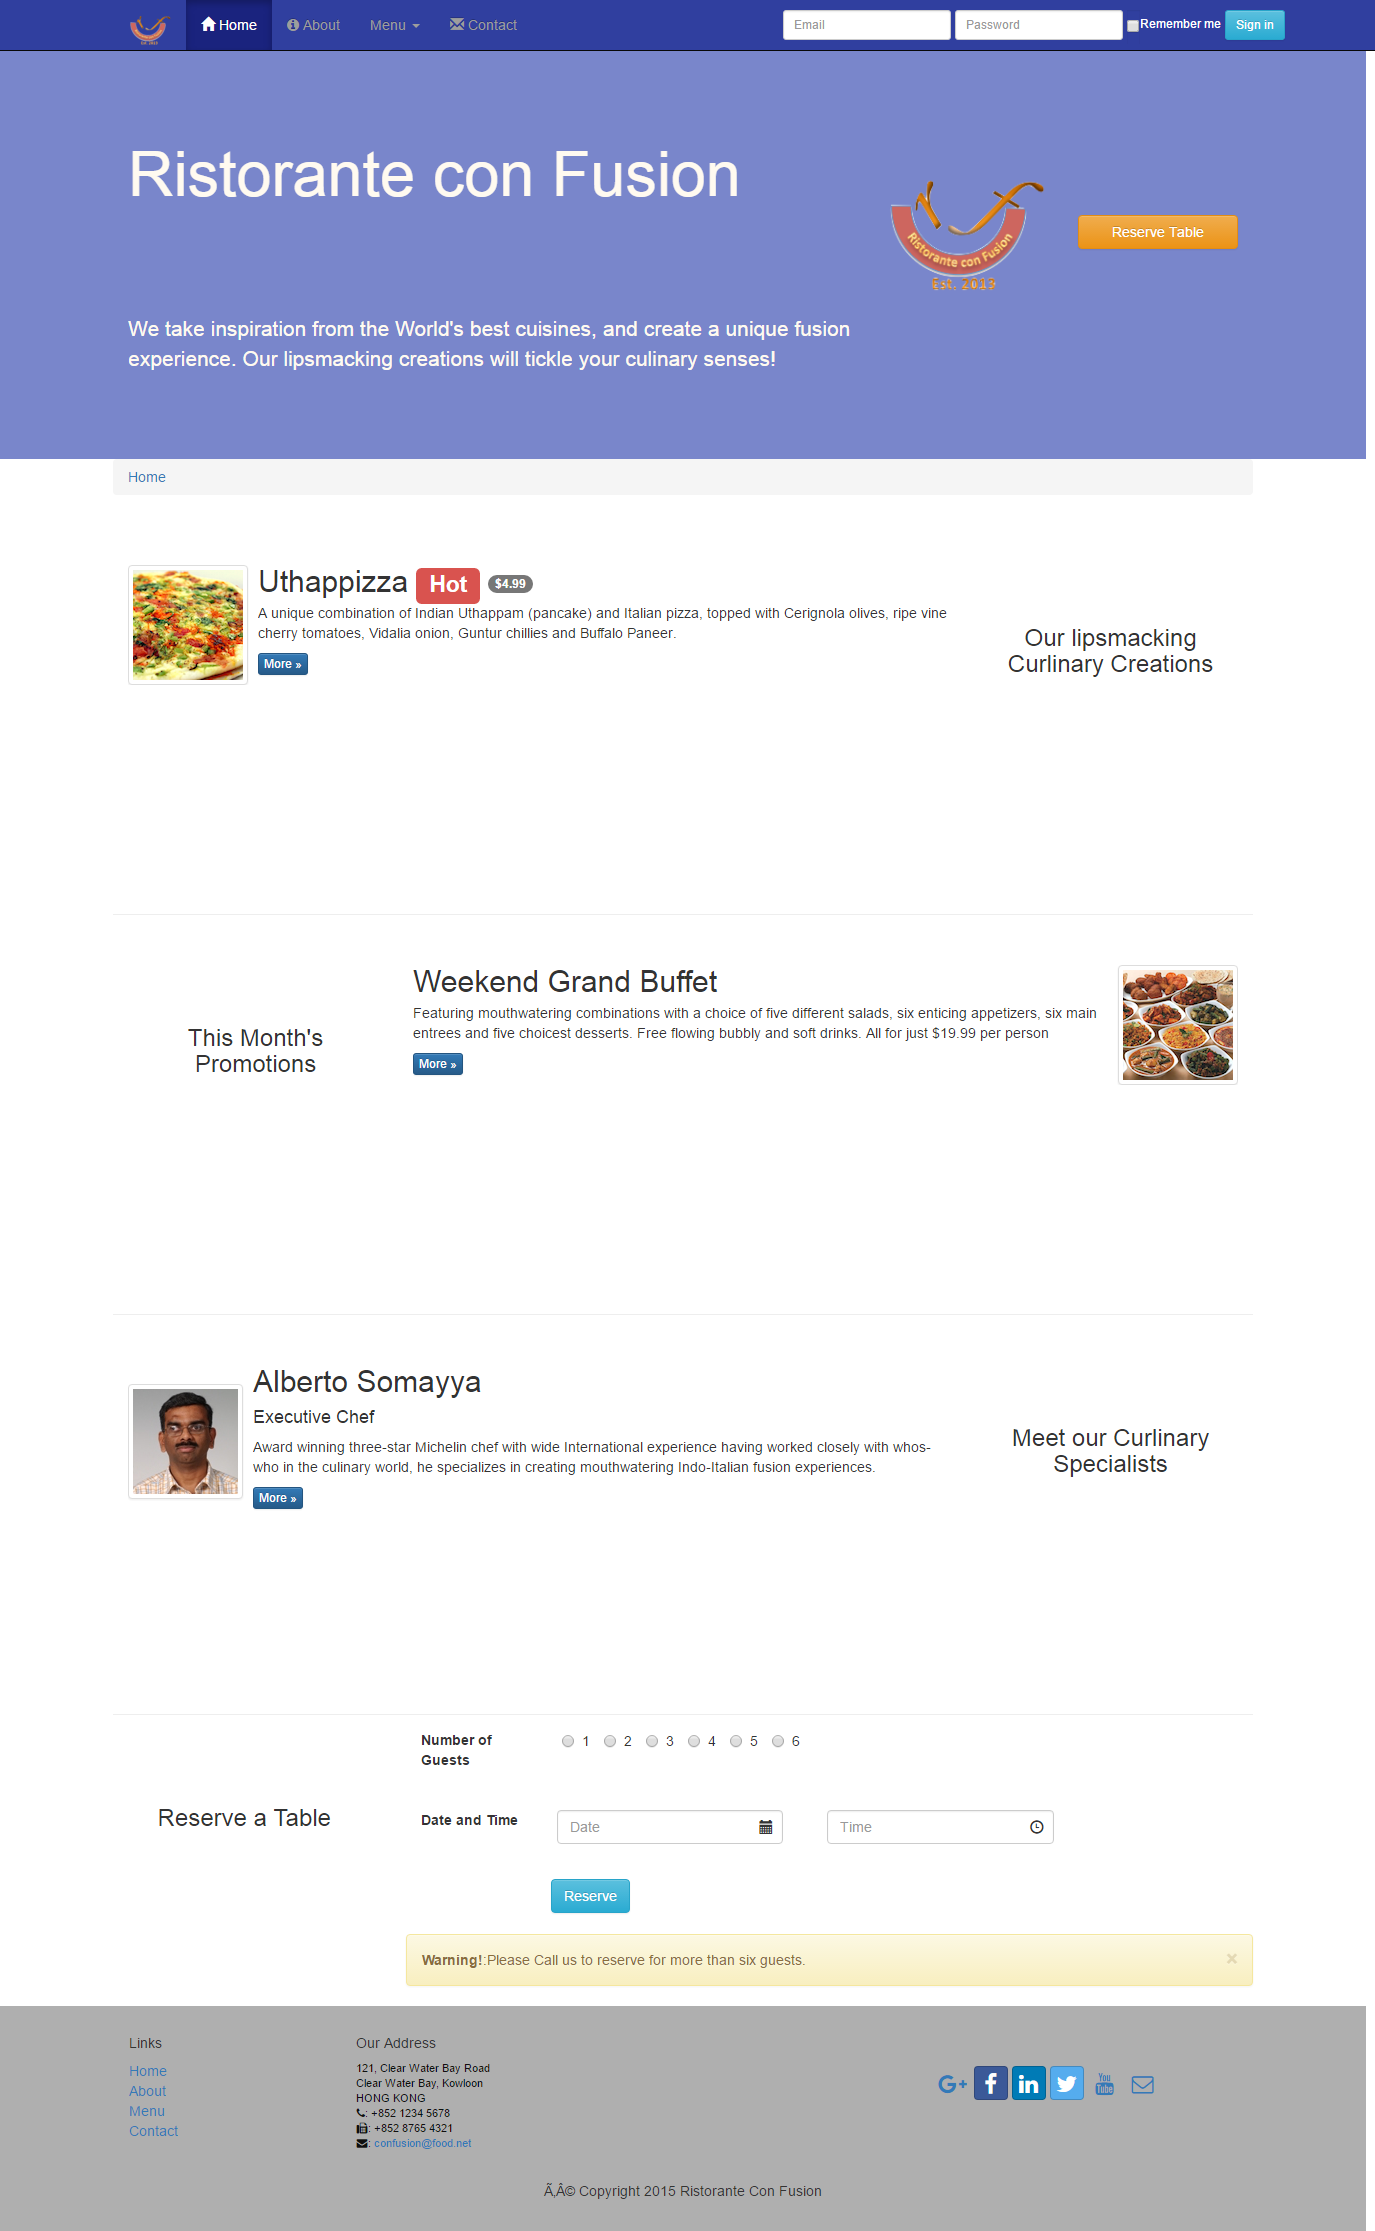 Home
About
Menu
Contact
Email
Password
Remember me
Sign in
Ristorante con Fusion
Ristorante con Fusion
Est. 2015
Reserve Table
We take inspiration from the World's best cuisines, and create a unique fusion
experience. Our lipsmacking creations will tickle your culinary senses!
Home
Uthappizza Hot $4.99
A unique combination of Indian Uthappam (pancake) and Italian pizza, topped with Cerignola olives, ripe vine
cherry tomatoes, Vidalia onion, Guntur chillies and Buffalo Paneer.
More »
Our lipsmacking
Curlinary Creations
This Month's
Promotions
Weekend Grand Buffet
Featuring mouthwatering combinations with a choice of five different salads, six enticing appetizers, six main
entrees and five choicest desserts. Free flowing bubbly and soft drinks. All for just $19.99 per person
More »
Alberto Somayya
Executive Chef
Award winning three-star Michelin chef with wide International experience having worked closely with whos-
who in the culinary world, he specializes in creating mouthwatering Indo-Italian fusion experiences.
More »
Meet our Curlinary
Specialists
Reserve a Table
Number of
Guests
1 2 3 4 5 6
Date and Time
Date
Time
Reserve
Warning!:Please Call us to reserve for more than six guests.
×
Links
Home
About
Menu
Contact
Our Address
121, Clear Water Bay Road
Clear Water Bay, Kowloon
HONG KONG
: +852 1234 5678
: +852 8765 4321
: confusion@food.net
G+ f in You Tube
Ã‚Â© Copyright 2015 Ristorante Con Fusion